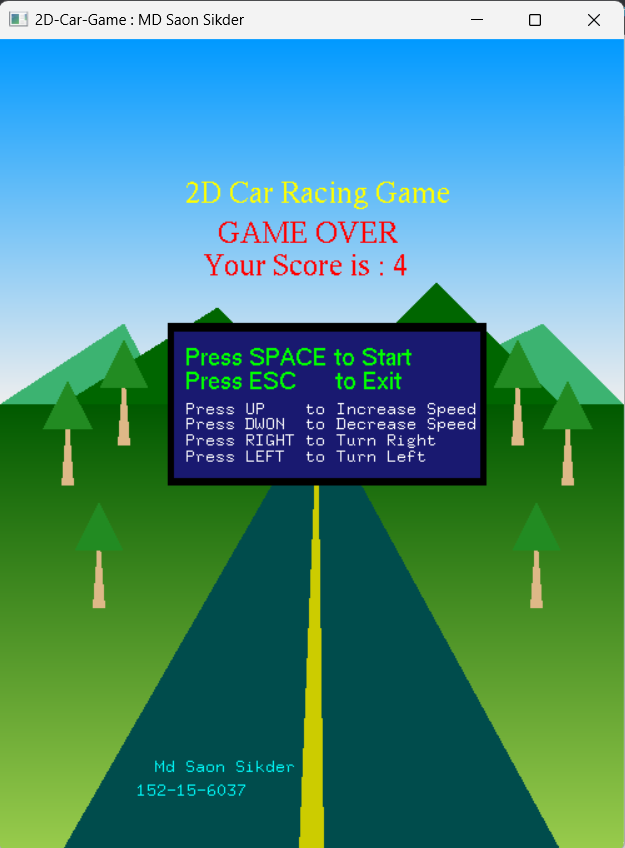 2D-Car-Game : MD Saon Sikder
2D Car Racing Game
GAME OVER
Your Score is : 4
Press SPACE to Start
Press ESC to Exit
Press UP to Increase Speed
Press DWON to Decrease Speed
Press RIGHT to Turn Right
Press LEFT to Turn Left
Md Saon Sikder
152-15-6037